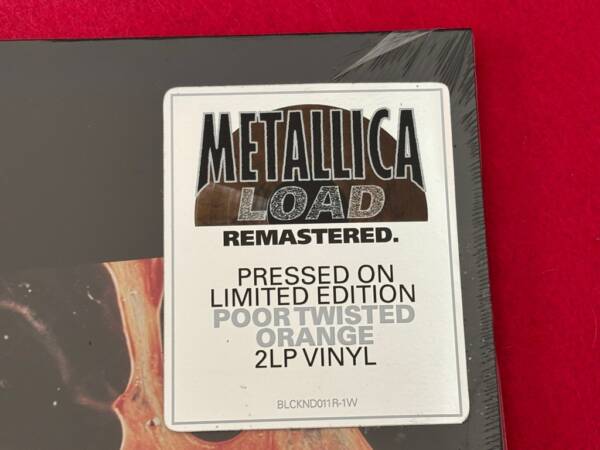 METALLICA
LOAD
REMASTERED.
PRESSED ON
LIMITED EDITION
POOR TWISTED
ORANGE
2LP VINYL
BLCKND011R-1W